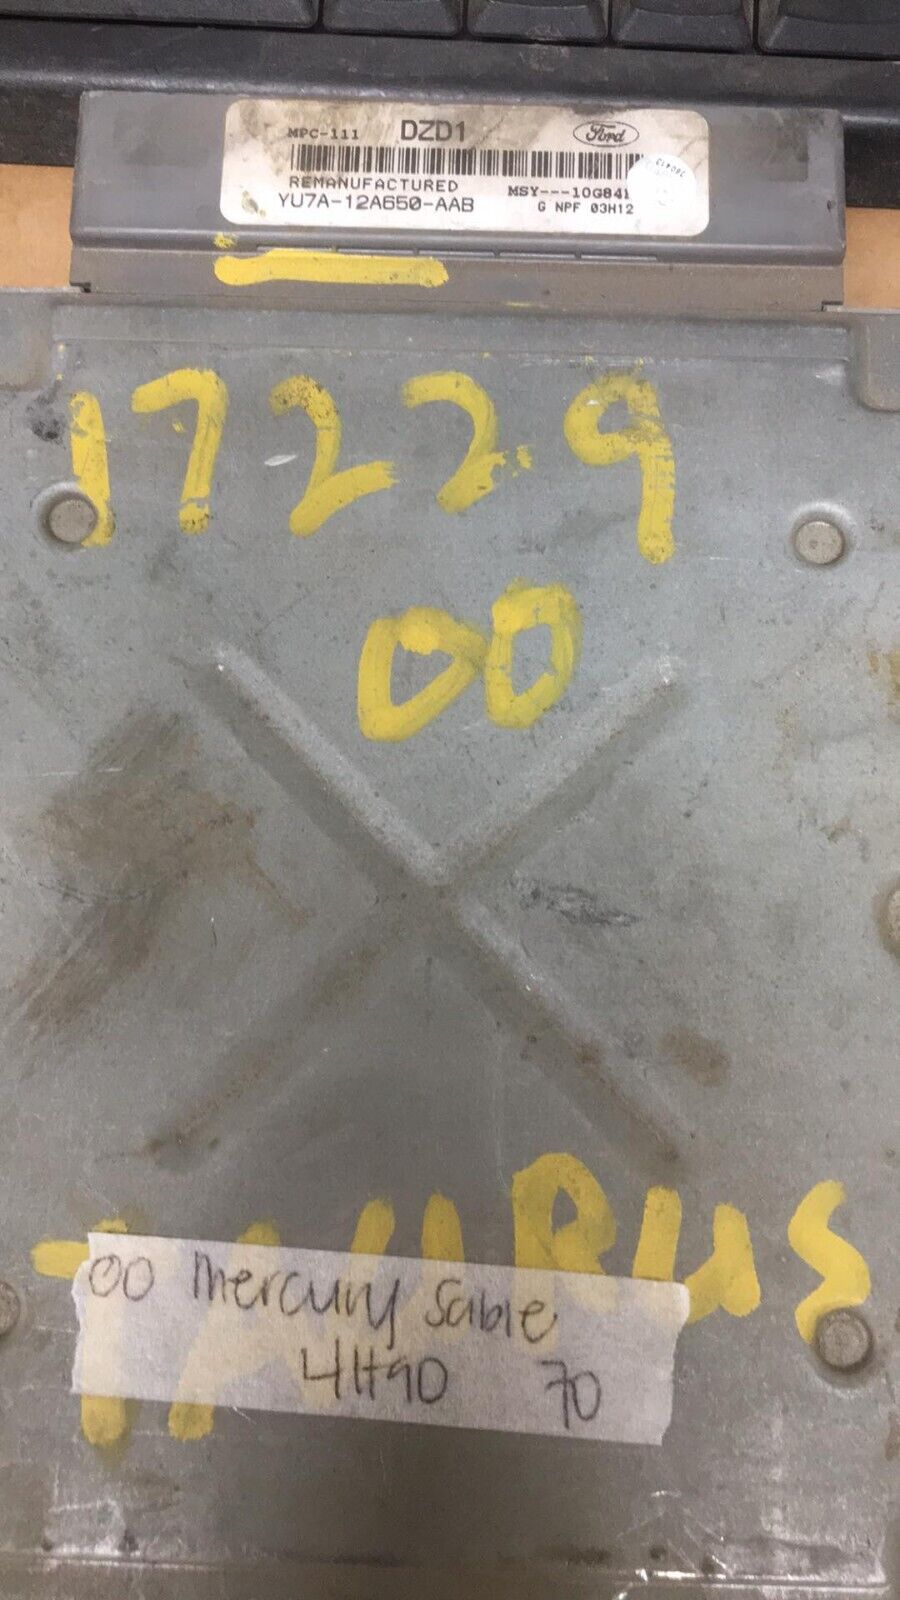 MPC-111 DZD1 Ford
REMANUFACTURED MSY---10G841
YU7A-12A650-AAB G NPF 03H12
17229
00
TAURUS
00 Mercury Sable
4H90 70